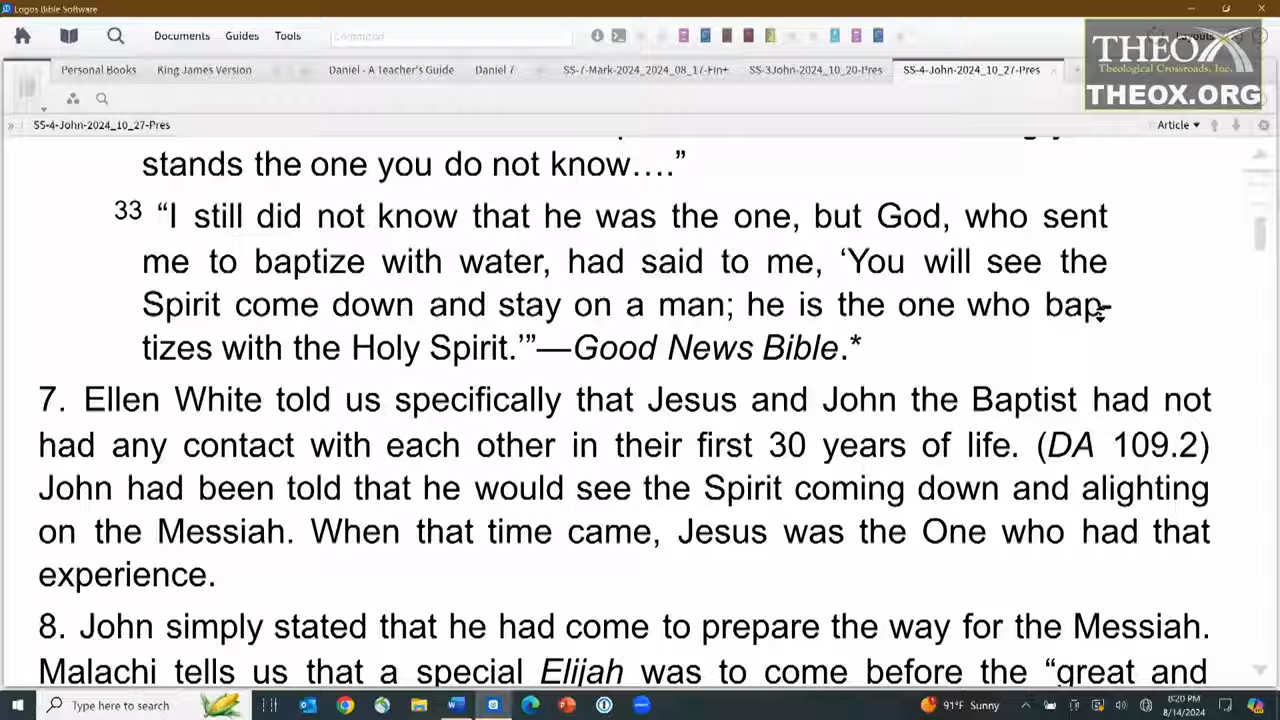 Logos Bible Software
Documents Guides Tools Command Layouts
THEOX
Theological Crossroads, Inc.
THEOX.ORG
Personal Books King James Version SS-7-Mark-2024_2024_08_17-Fin+ SS-3John-2024_10_20-Pres SS-4-John-2024_10_27-Pres
SS-4-John-2024_10_27-Pres Article
stands the one you do not know….”
33 “I still did not know that he was the one, but God, who sent
me to baptize with water, had said to me, ‘You will see the
Spirit come down and stay on a man; he is the one who bap-
tizes with the Holy Spirit.’”—Good News Bible.*
7. Ellen White told us specifically that Jesus and John the Baptist had not
had any contact with each other in their first 30 years of life. (DA 109.2)
John had been told that he would see the Spirit coming down and alighting
on the Messiah. When that time came, Jesus was the One who had that
experience.
8. John simply stated that he had come to prepare the way for the Messiah.
Malachi tells us that a special Elijah was to come before the “great and
Type here to search 91°F Sunny 8:20 PM
8/14/2024